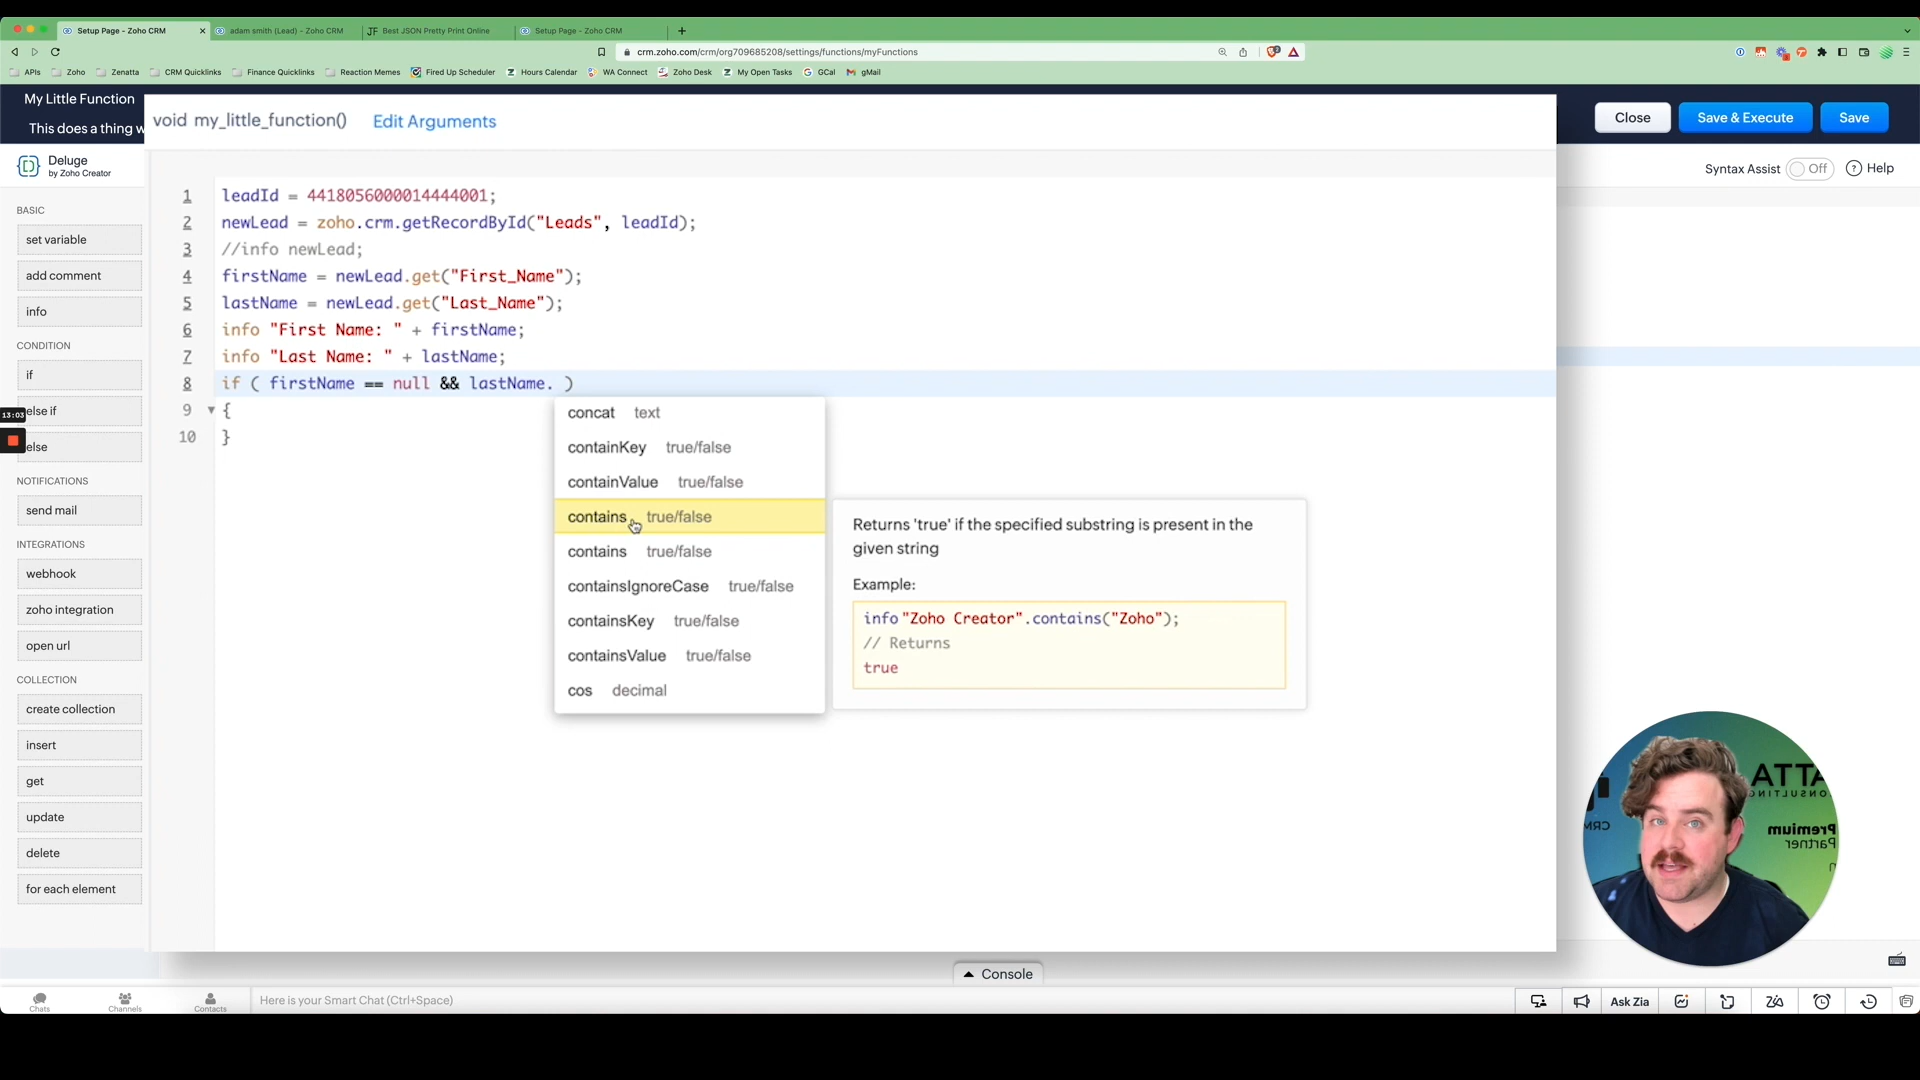 Setup Page - Zoho CRM
adam smith (Lead) - Zoho CRM
JF Best JSON Pretty Print Online
Setup Page - Zoho CRM
crm.zoho.com/crm/org709685208/settings/functions/myFunctions
APIs
Zoho
Zenatta
CRM Quicklinks
Finance Quicklinks
Reaction Memes
Fired Up Scheduler
Hours Calendar
WA Connect
Zoho Desk
My Open Tasks
GCal
gMail
My Little Function
This does a thing w
void my_little_function()
Edit Arguments
Close
Save & Execute
Save
Deluge
by Zoho Creator
Syntax Assist
Off
Help
BASIC
set variable
add comment
info
CONDITION
if
else if
else
NOTIFICATIONS
send mail
INTEGRATIONS
webhook
zoho integration
open url
COLLECTION
create collection
insert
get
update
delete
for each element
13:03
1 leadId = 4418056000014444001;
2 newLead = zoho.crm.getRecordById("Leads", leadId);
3 //info newLead;
4 firstName = newLead.get("First_Name");
5 lastName = newLead.get("Last_Name");
6 info "First Name: " + firstName;
7 info "Last Name: " + lastName;
8 if ( firstName == null && lastName. )
9 {
10 }
concat text
containKey true/false
containValue true/false
contains true/false
contains true/false
containsIgnoreCase true/false
containsKey true/false
containsValue true/false
cos decimal
Returns 'true' if the specified substring is present in the
given string
Example:
info "Zoho Creator".contains("Zoho");
// Returns
true
ATTA
CONSULTING
CRM
Premium
Partner
Console
Chats
Channels
Contacts
Here is your Smart Chat (Ctrl+Space)
Ask Zia